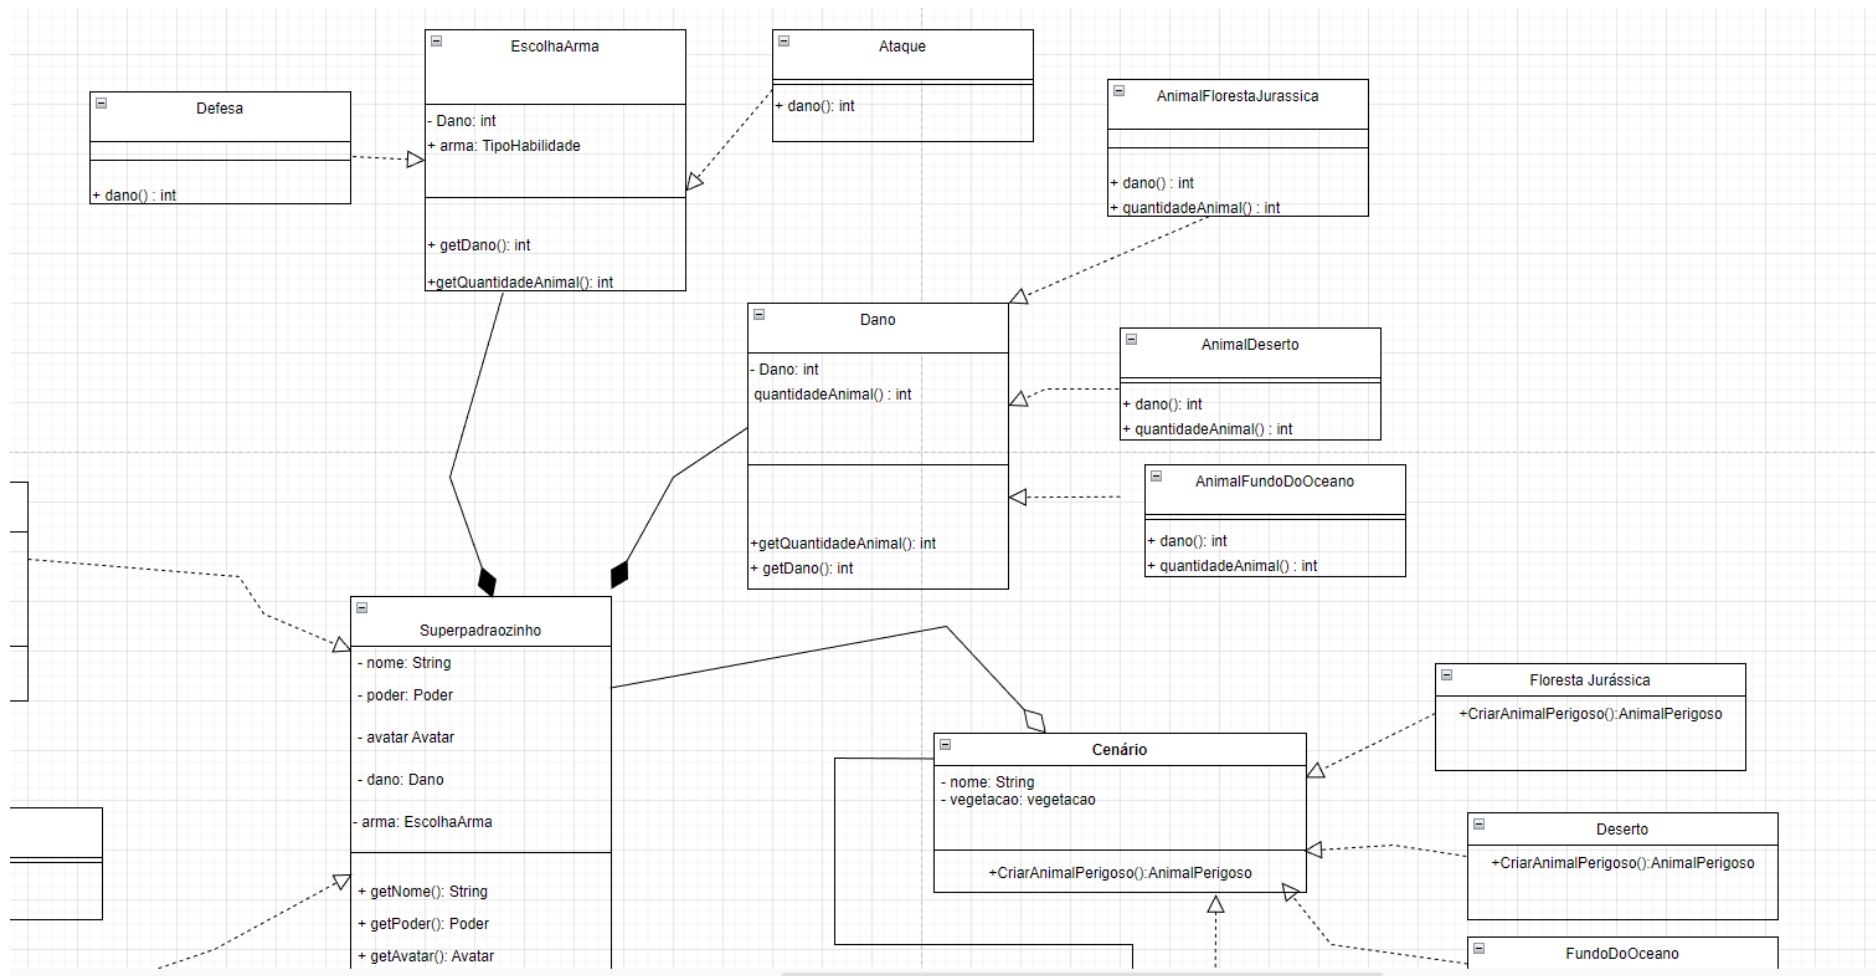 EscolhaArma
- Dano: int
+ arma: TipoHabilidade
+ getDano(): int
+getQuantidadeAnimal(): int
Ataque
+ dano(): int
Defesa
+ dano() : int
AnimalFlorestaJurassica
+ dano() : int
+ quantidadeAnimal() : int
Dano
- Dano: int
quantidadeAnimal() : int
+getQuantidadeAnimal(): int
+ getDano(): int
AnimalDeserto
+ dano(): int
+ quantidadeAnimal() : int
AnimalFundoDoOceano
+ dano(): int
+ quantidadeAnimal() : int
Superpadraozinho
- nome: String
- poder: Poder
- avatar Avatar
- dano: Dano
- arma: EscolhaArma
+ getNome(): String
+ getPoder(): Poder
+ getAvatar(): Avatar
Cenário
- nome: String
- vegetacao: vegetacao
+CriarAnimalPerigoso():AnimalPerigoso
Floresta Jurássica
+CriarAnimalPerigoso():AnimalPerigoso
Deserto
+CriarAnimalPerigoso():AnimalPerigoso
FundoDoOceano